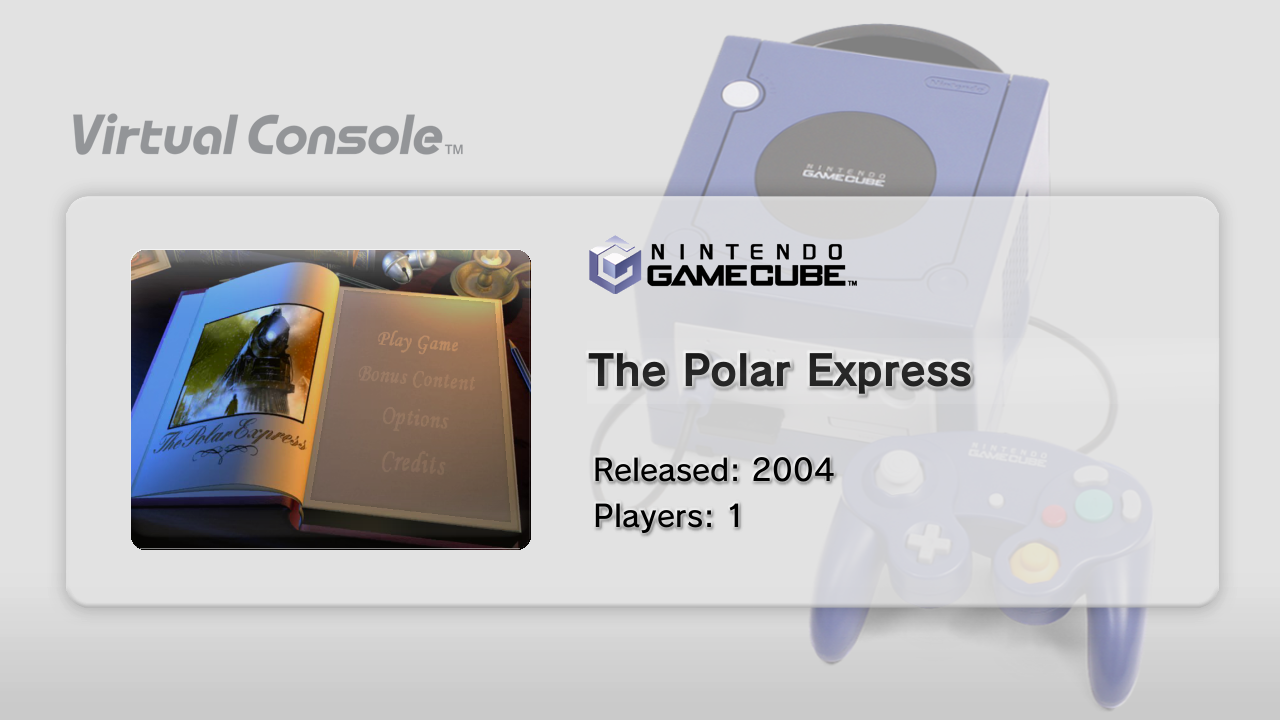 Virtual Console™
Nintendo
NINTENDO
GAMECUBE
NINTENDO
GAMECUBE™
The Polar Express
Released: 2004
Players: 1
Play Game
Bonus Content
Options
Credits
The Polar Express
NINTENDO
GAMECUBE